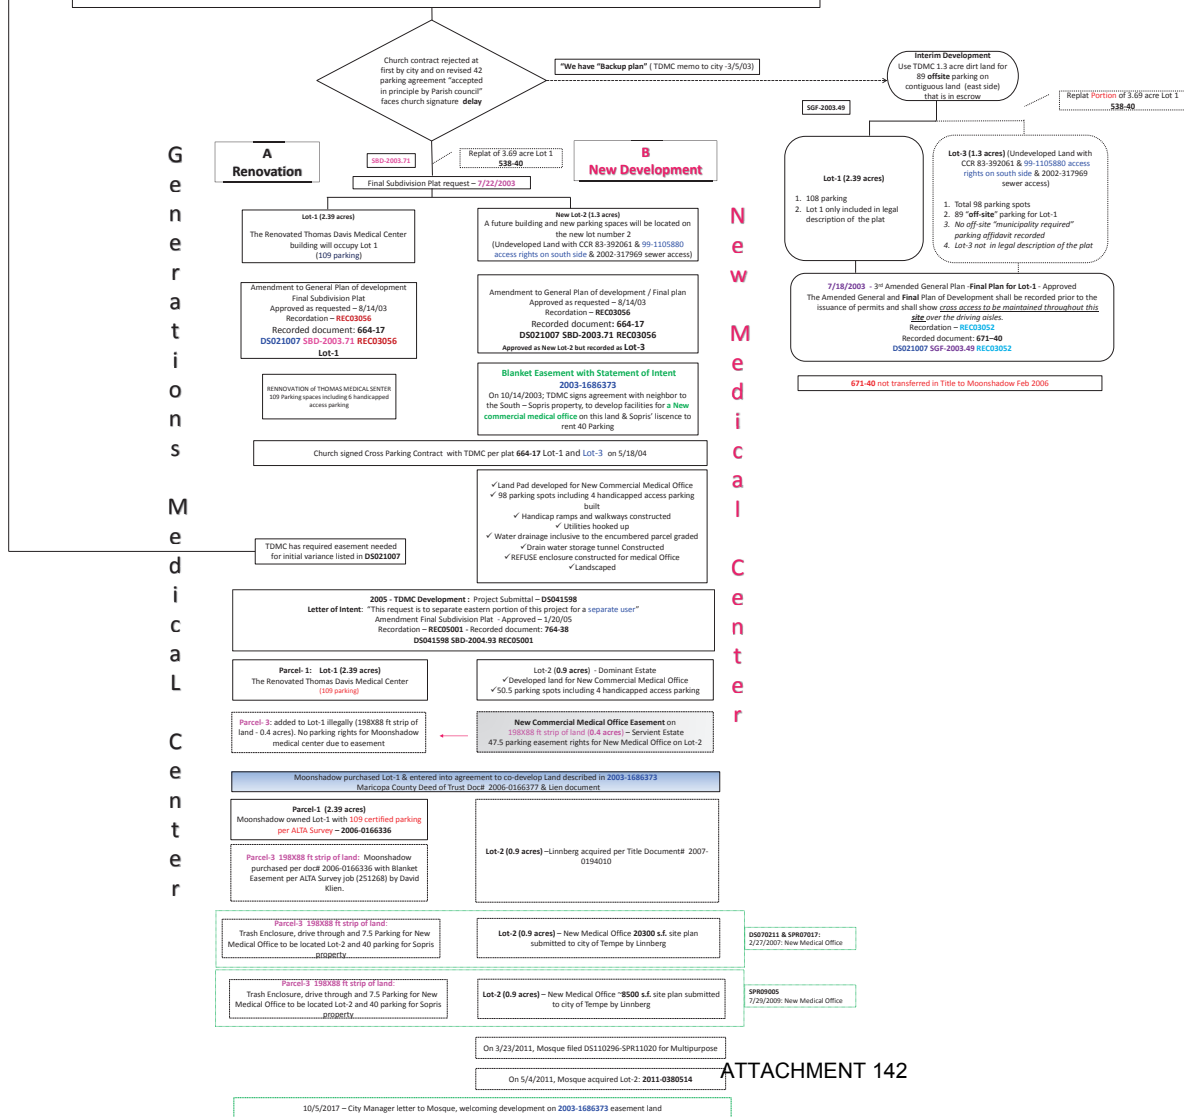 Church contract rejected at
first by city and on revised 42
parking agreement "accepted
in principle by Parish council"
faces church signature delay
"We have "Backup plan" ( TDMC memo to city -3/5/03)
Interim Development
Use TDMC 1.3 acre dirt land for
89 offsite parking on
contiguous land (east side)
that is in escrow
SGF-2003.49
Replat Portion of 3.69 acre Lot 1
538-40
Generations Medical Center
A
Renovation
SBD-2003.71
Replat of 3.69 acre Lot 1
538-40
B
New Development
New Medical Center
Final Subdivision Plat request – 7/22/2003
Lot-1 (2.39 acres)
The Renovated Thomas Davis Medical Center
building will occupy Lot 1
(109 parking)
New Lot-2 (1.3 acres)
A future building and new parking spaces will be located on
the new lot number 2
(Undeveloped Land with CCR 83-392061 & 99-1105880
access rights on south side & 2002-317969 sewer access)
Lot-1 (2.39 acres)
1. 108 parking
2. Lot 1 only included in legal
description of the plat
Lot-3 (1.3 acres) (Undeveloped Land with
CCR 83-392061 & 99-1105880 access
rights on south side & 2002-317969
sewer access)
1. Total 98 parking spots
2. 89 "off-site" parking for Lot-1
3. No off-site "municipality required"
parking affidavit recorded
4. Lot-3 not in legal description of the plat
Amendment to General Plan of development
Final Subdivision Plat
Approved as requested – 8/14/03
Recordation – REC03056
Recorded document: 664-17
DS021007 SBD-2003.71 REC03056
Lot-1
Amendment to General Plan of development / Final plan
Approved as requested – 8/14/03
Recordation – REC03056
Recorded document: 664-17
DS021007 SBD-2003.71 REC03056
Approved as New Lot-2 but recorded as Lot-3
7/18/2003 - 3rd Amended General Plan -Final Plan for Lot-1 - Approved
The Amended General and Final Plan of Development shall be recorded prior to the
issuance of permits and shall show cross access to be maintained throughout this
site over the driving aisles.
Recordation – REC03052
Recorded document:
671–40
DS021007 SGF-2003.49 REC03052
671-40 not transferred in Title to Moonshadow Feb 2006
RENNOVATION of THOMAS MEDICAL SENTER
109 Parking spaces including 6 handicapped
access parking
Blanket Easement with Statement of Intent
2003-1686373
On 10/14/2003; TDMC signs agreement with neighbor to
the South – Sopris property, to develop facilities for a New
commercial medical office on this land & Sopris' liscence to
rent 40 Parking
Church signed Cross Parking Contract with TDMC per plat 664-17 Lot-1 and Lot-3 on 5/18/04
✓Land Pad developed for New Commercial Medical Office
✓ 98 parking spots including 4 handicapped access parking
built
✓ Handicap ramps and walkways constructed
✓ Utilities hooked up
✓ Water drainage inclusive to the encumbered parcel graded
✓Drain water storage tunnel Constructed
✓REFUSE enclosure constructed for medical Office
✓Landscaped
TDMC has required easement needed
for initial variance listed in DS021007
2005 - TDMC Development : Project Submittal – DS041598
Letter of Intent: "This request is to separate eastern portion of this project for a separate user"
Amendment Final Subdivision Plat - Approved – 1/20/05
Recordation – REC05001 - Recorded document: 764-38
DS041598 SBD-2004.93 REC05001
Parcel- 1: Lot-1 (2.39 acres)
The Renovated Thomas Davis Medical Center
(109 parking)
Lot-2 (0.9 acres) - Dominant Estate
✓Developed land for New Commercial Medical Office
✓50.5 parking spots including 4 handicapped access parking
Parcel- 3: added to Lot-1 illegally (198X88 ft strip of
land - 0.4 acres). No parking rights for Moonshadow
medical center due to easement
New Commercial Medical Office Easement on
198X88 ft strip of land (0.4 acres) – Servient Estate
47.5 parking easement rights for New Medical Office on Lot-2
Moonshadow purchased Lot-1 & entered into agreement to co-develop Land described in 2003-1686373
Maricopa County Deed of Trust Doc# 2006-0166377 & Lien document
Parcel-1 (2.39 acres)
Moonshadow owned Lot-1 with 109 certified parking
per ALTA Survey – 2006-0166336
Parcel-3 198X88 ft strip of land: Moonshadow
purchased per doc# 2006-0166336 with Blanket
Easement per ALTA Survey job (251268) by David
Klien.
Lot-2 (0.9 acres) –Linnberg acquired per Title Document# 2007-
0194010
Parcel-3 198X88 ft strip of land:
Trash Enclosure, drive through and 7.5 Parking for New
Medical Office to be located Lot-2 and 40 parking for Sopris
property
Lot-2 (0.9 acres) – New Medical Office 20300 s.f. site plan
submitted to city of Tempe by Linnberg
DS070211 & SPR07017:
2/27/2007: New Medical Office
Parcel-3 198X88 ft strip of land:
Trash Enclosure, drive through and 7.5 Parking for New
Medical Office to be located Lot-2 and 40 parking for Sopris
property
Lot-2 (0.9 acres) – New Medical Office ~8500 s.f. site plan submitted
to city of Tempe by Linnberg
SPR09005
7/29/2009: New Medical Office
On 3/23/2011, Mosque filed DS110296-SPR11020 for Multipurpose
ATTACHMENT 142
On 5/4/2011, Mosque acquired Lot-2: 2011-0380514
10/5/2017 – City Manager letter to Mosque, welcoming development on 2003-1686373 easement land